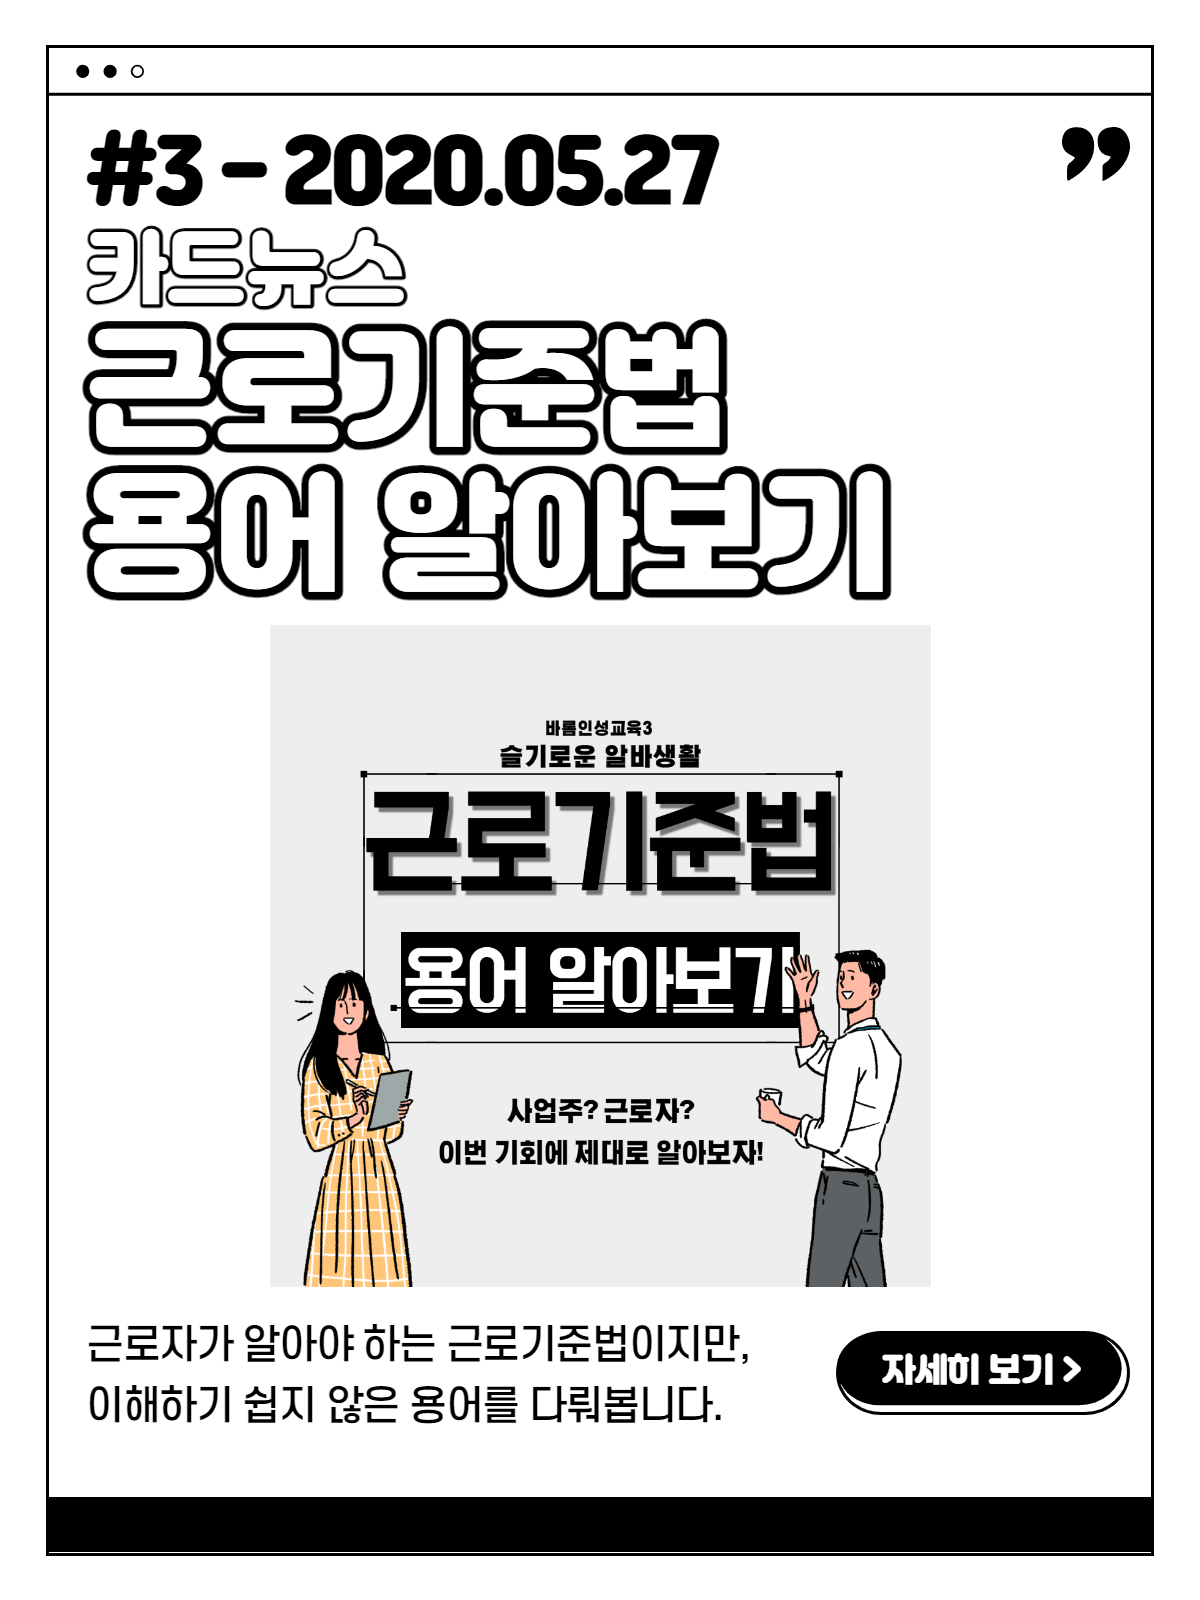 #3 - 2020.05.27
”
카드뉴스
근로기준법
용어 알아보기
바롬인성교육3
슬기로운 알바생활
근로기준법
용어 알아보기
사업주? 근로자?
이번 기회에 제대로 알아보자!
근로자가 알아야 하는 근로기준법이지만,
이해하기 쉽지 않은 용어를 다뤄봅니다.
자세히 보기 >